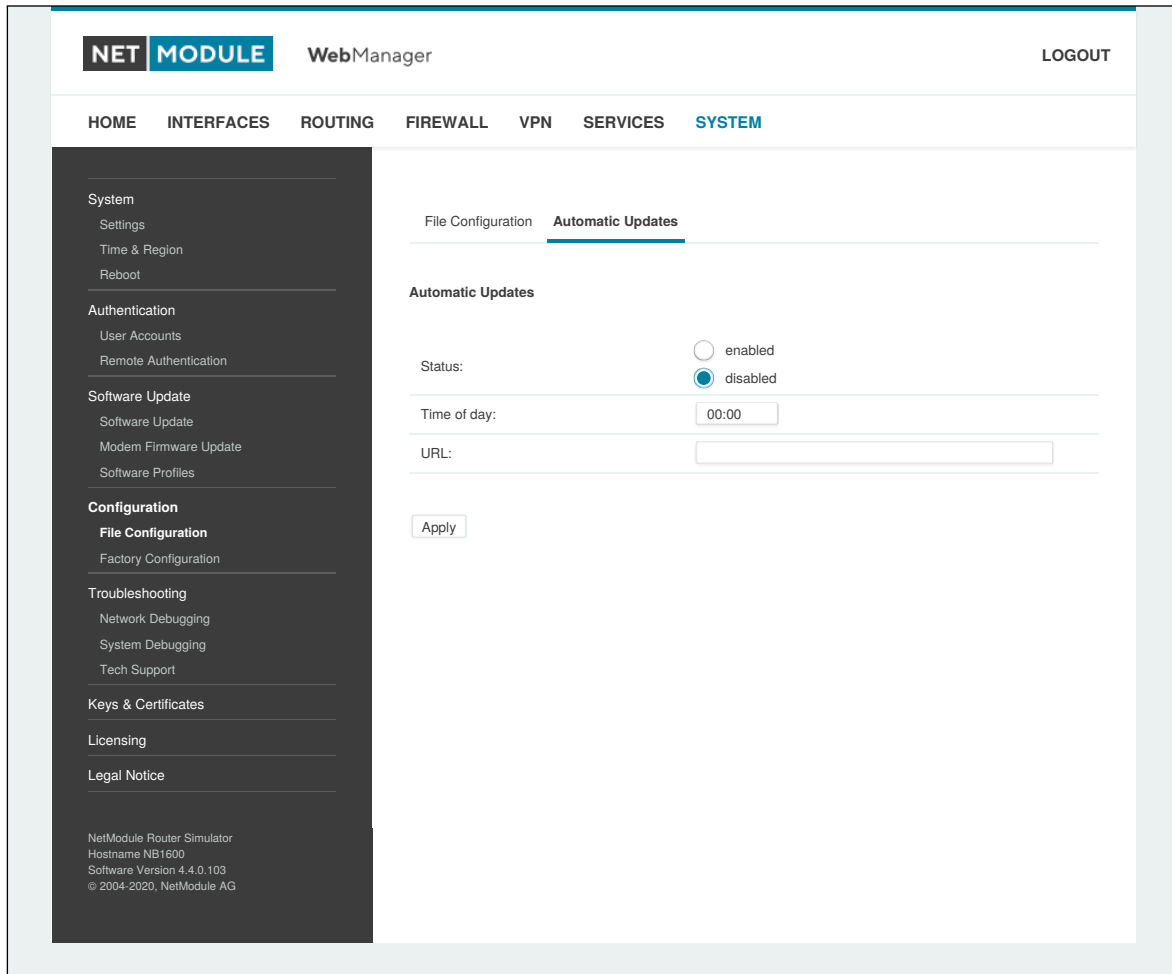 NET MODULE WebManager LOGOUT
HOME INTERFACES ROUTING FIREWALL VPN SERVICES SYSTEM
System
Settings
Time & Region
Reboot
Authentication
User Accounts
Remote Authentication
Software Update
Software Update
Modem Firmware Update
Software Profiles
Configuration
File Configuration
Factory Configuration
Troubleshooting
Network Debugging
System Debugging
Tech Support
Keys & Certificates
Licensing
Legal Notice
NetModule Router Simulator
Hostname NB1600
Software Version 4.4.0.103
© 2004-2020, NetModule AG
File Configuration Automatic Updates
Automatic Updates
Status:
enabled
disabled
Time of day: 00:00
URL:
Apply